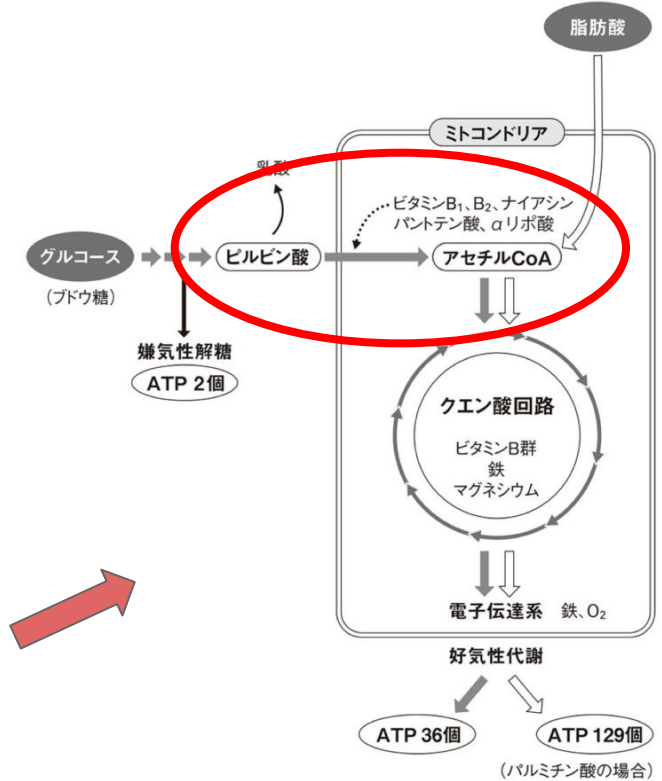 脂肪酸
ミトコンドリア
乳酸
ビタミンB₁、B₂、ナイアシン
パントテン酸、αリポ酸
グルコース
ピルビン酸
アセチルCoA
(ブドウ糖)
嫌気性解糖
ATP 2個
クエン酸回路
ビタミンB群
鉄
マグネシウム
電子伝達系 鉄、O₂
好気性代謝
ATP 36個
ATP 129個
(パルミチン酸の場合)